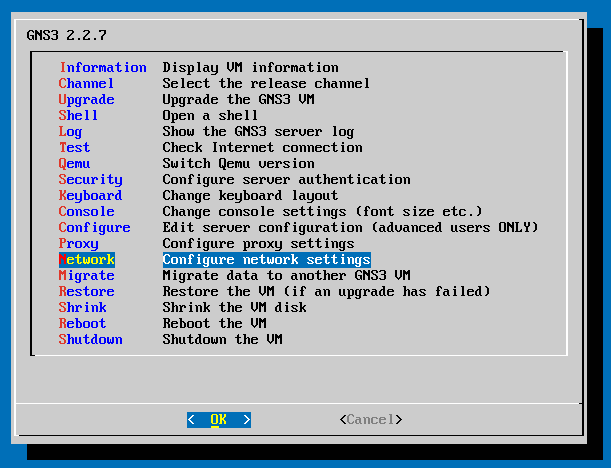 GNS3 2.2.7
Information Display VM information
Channel Select the release channel
Upgrade Upgrade the GNS3 VM
Shell Open a shell
Log Show the GNS3 server log
Test Check Internet connection
Qemu Switch Qemu version
Security Configure server authentication
Keyboard Change keyboard layout
Console Change console settings (font size etc.)
Configure Edit server configuration (advanced users ONLY)
Proxy Configure proxy settings
Network Configure network settings
Migrate Migrate data to another GNS3 VM
Restore Restore the VM (if an upgrade has failed)
Shrink Shrink the VM disk
Reboot Reboot the VM
Shutdown Shutdown the VM
< OK > <Cancel>